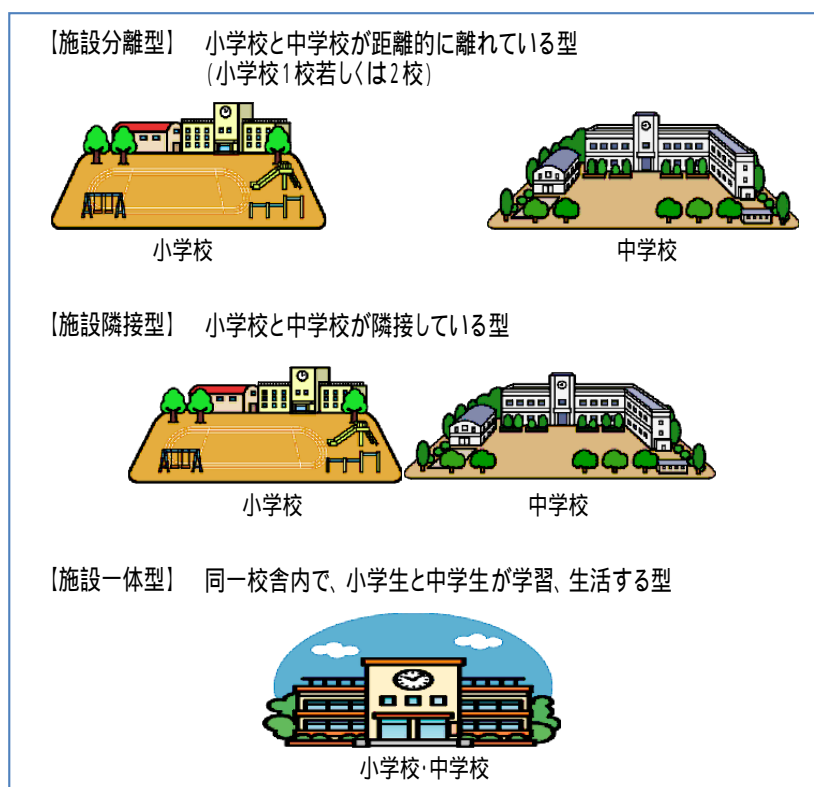 【施設分離型】 小学校と中学校が距離的に離れている型
(小学校1校若しくは2校)
小学校 中学校
【施設隣接型】 小学校と中学校が隣接している型
小学校 中学校
【施設一体型】 同一校舎内で、小学生と中学生が学習、生活する型
小学校・中学校